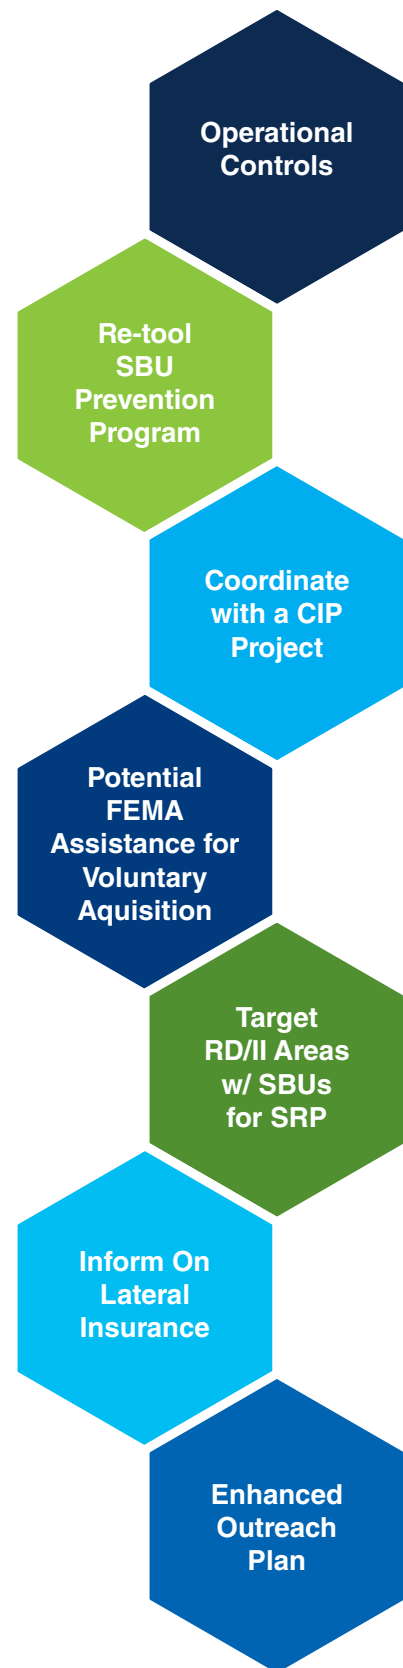 Operational
Controls
Re-tool
SBU
Prevention
Program
Coordinate
with a CIP
Project
Potential
FEMA
Assistance for
Voluntary
Aquisition
Target
RD/II Areas
w/ SBUs
for SRP
Inform On
Lateral
Insurance
Enhanced
Outreach
Plan